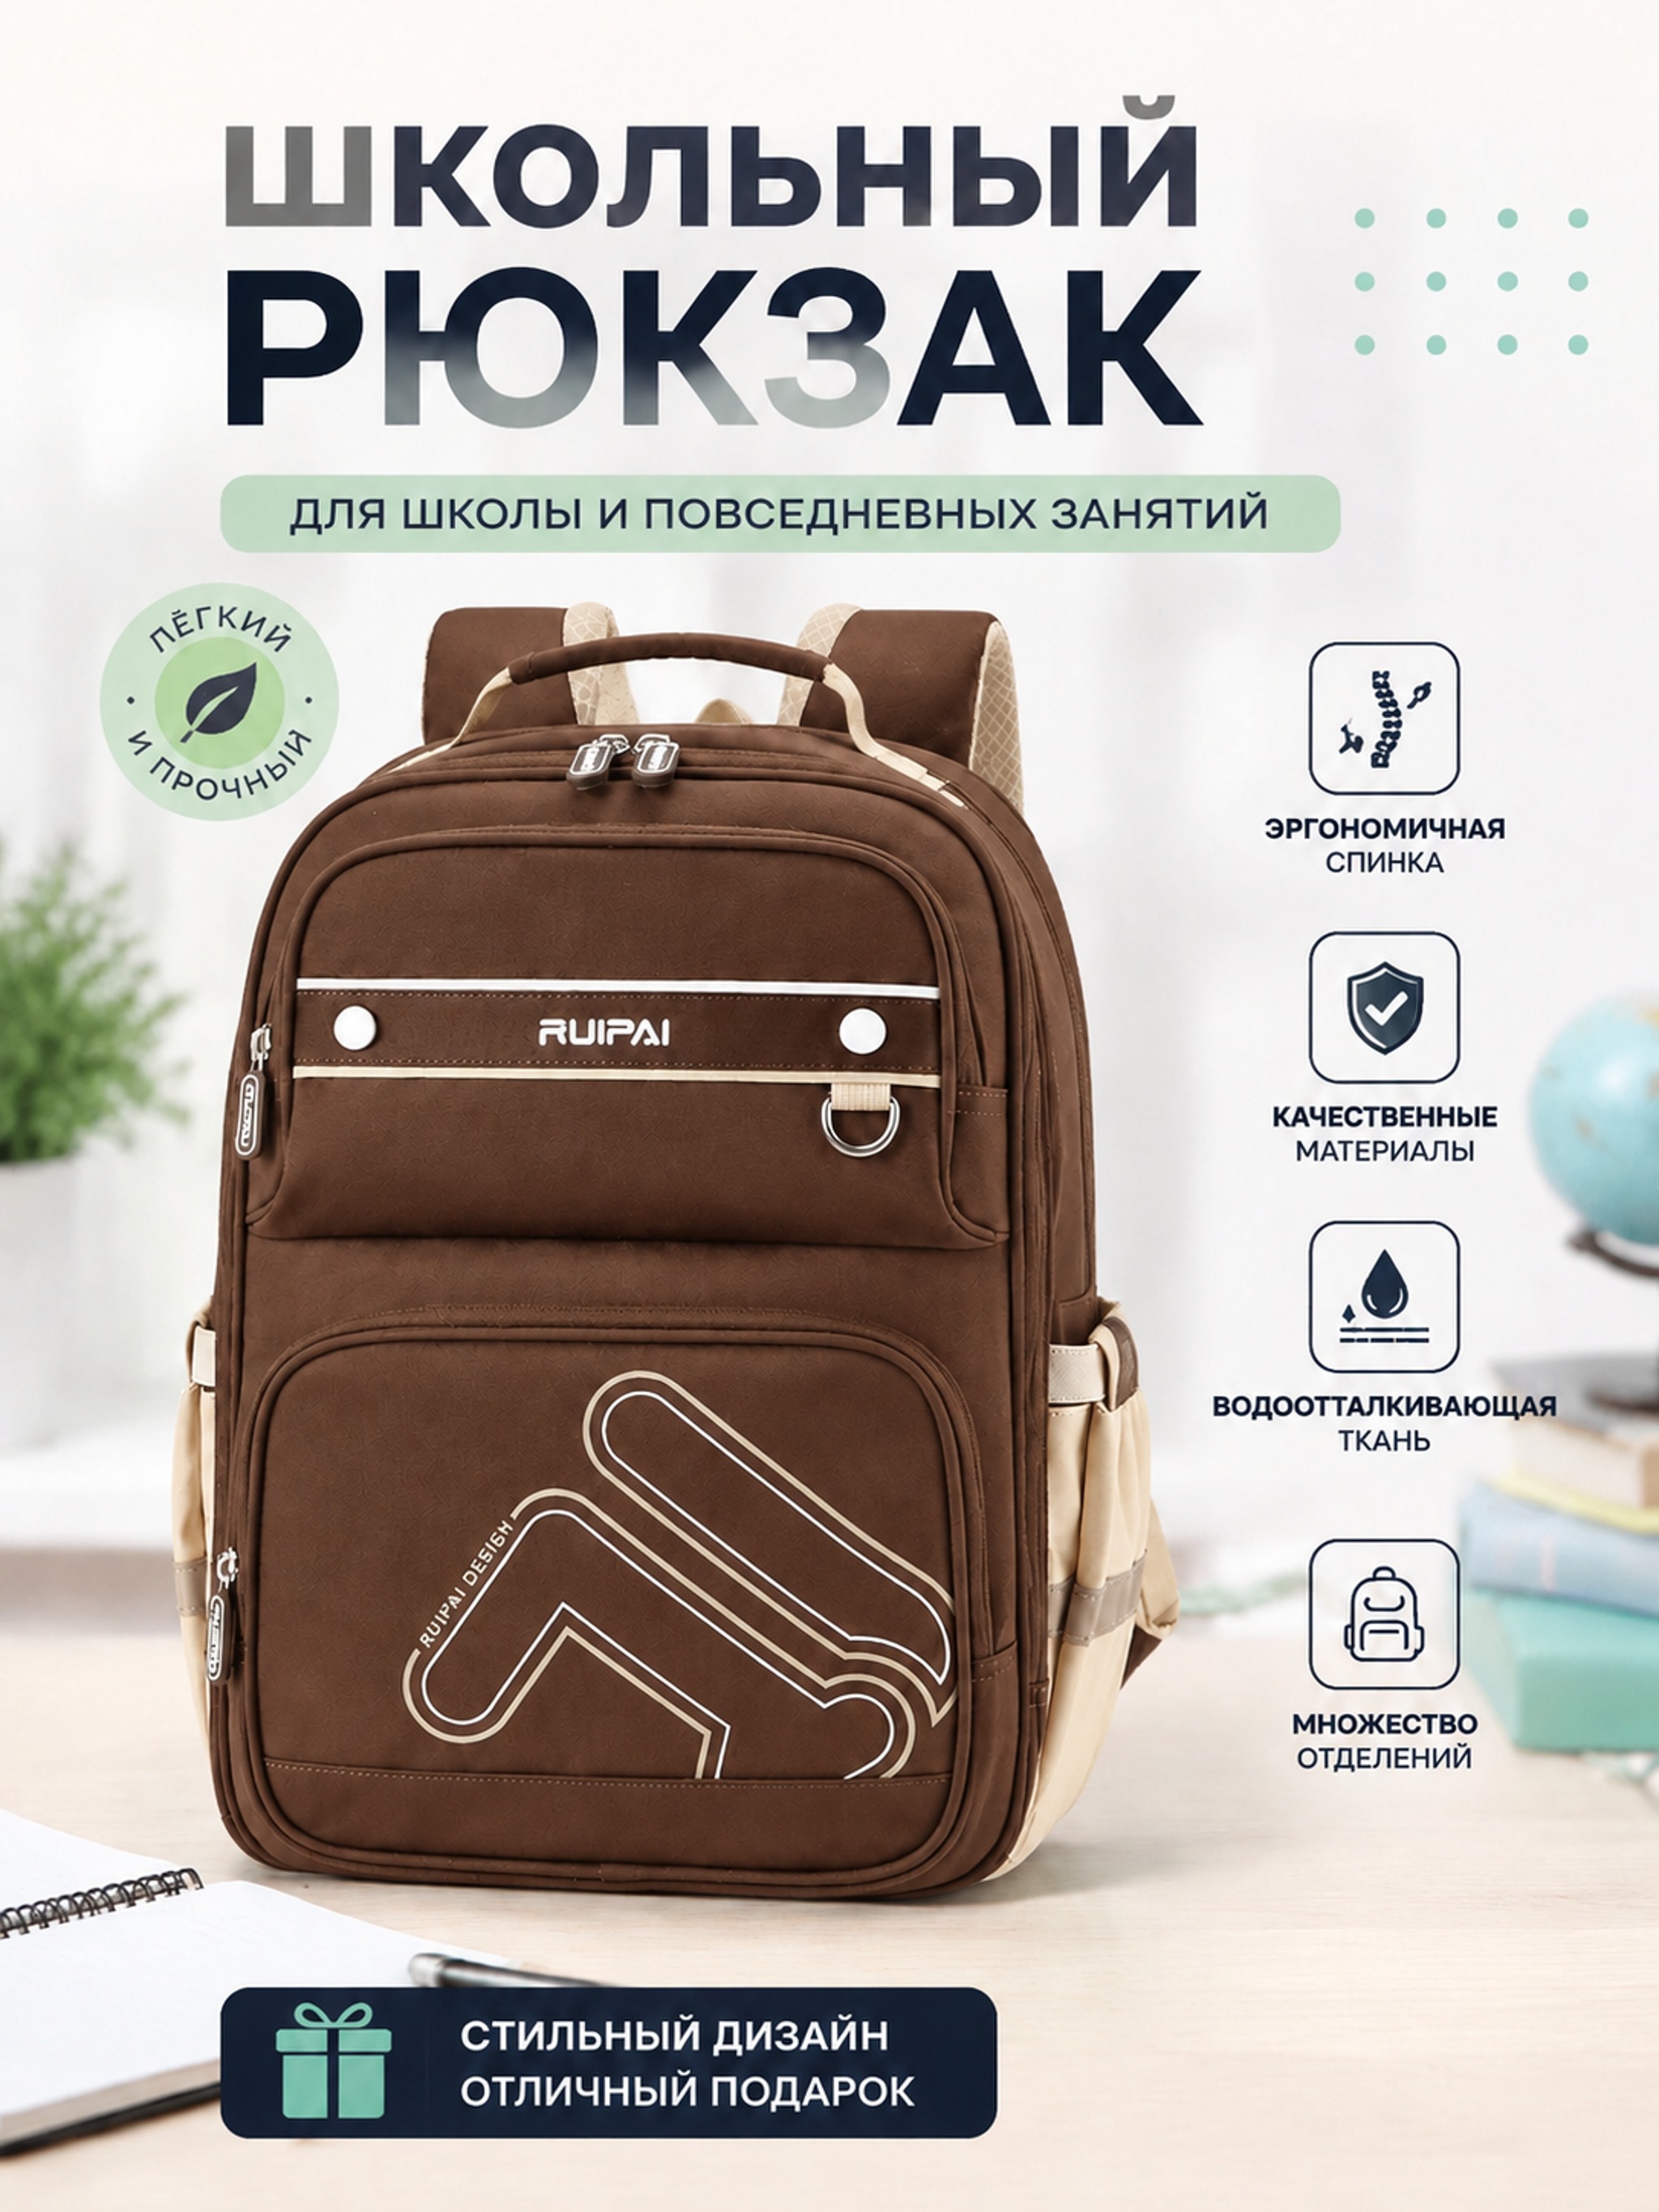 ШКОЛЬНЫЙ
РЮКЗАК
ДЛЯ ШКОЛЫ И ПОВСЕДНЕВНЫХ ЗАНЯТИЙ
ЛЁГКИЙ
И ПРОЧНЫЙ
ЭРГОНОМИЧНАЯ
СПИНКА
RUIPAI
КАЧЕСТВЕННЫЕ
МАТЕРИАЛЫ
ВОДООТТАЛКИВАЮЩАЯ
ТКАНЬ
RUIPAI DESIGN
МНОЖЕСТВО
ОТДЕЛЕНИЙ
СТИЛЬНЫЙ ДИЗАЙН
ОТЛИЧНЫЙ ПОДАРОК